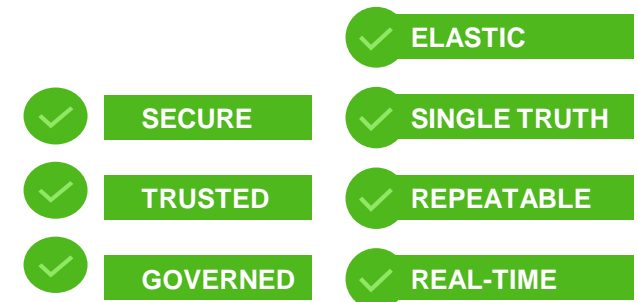 SECURE
TRUSTED
GOVERNED
ELASTIC
SINGLE TRUTH
REPEATABLE
REAL-TIME